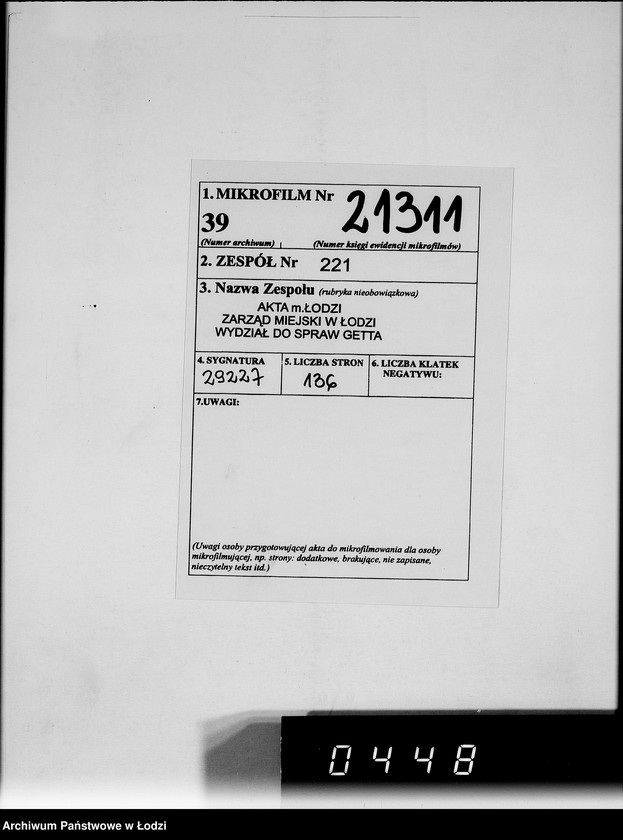 1. MIKROFILM Nr 21311
39
(Numer archiwum) (Numer księgi ewidencji mikrofilmów)
2. ZESPÓŁ Nr 221
3. Nazwa Zespołu (rubryka nieobowiązkowa)
AKTA m.ŁODZI
ZARZĄD MIEJSKI W ŁODZI
WYDZIAŁ DO SPRAW GETTA
4. SYGNATURA 5. LICZBA STRON 6. LICZBA KLATEK
NEGATYWU:
29227 136
7.UWAGI:
(Uwagi osoby przygotowującej akta do mikrofilmowania dla osoby
mikrofilmującej, np. strony: dodatkowe, brakujące, nie zapisane,
nieczytelny tekst itd.)
0448
Archiwum Państwowe w Łodzi